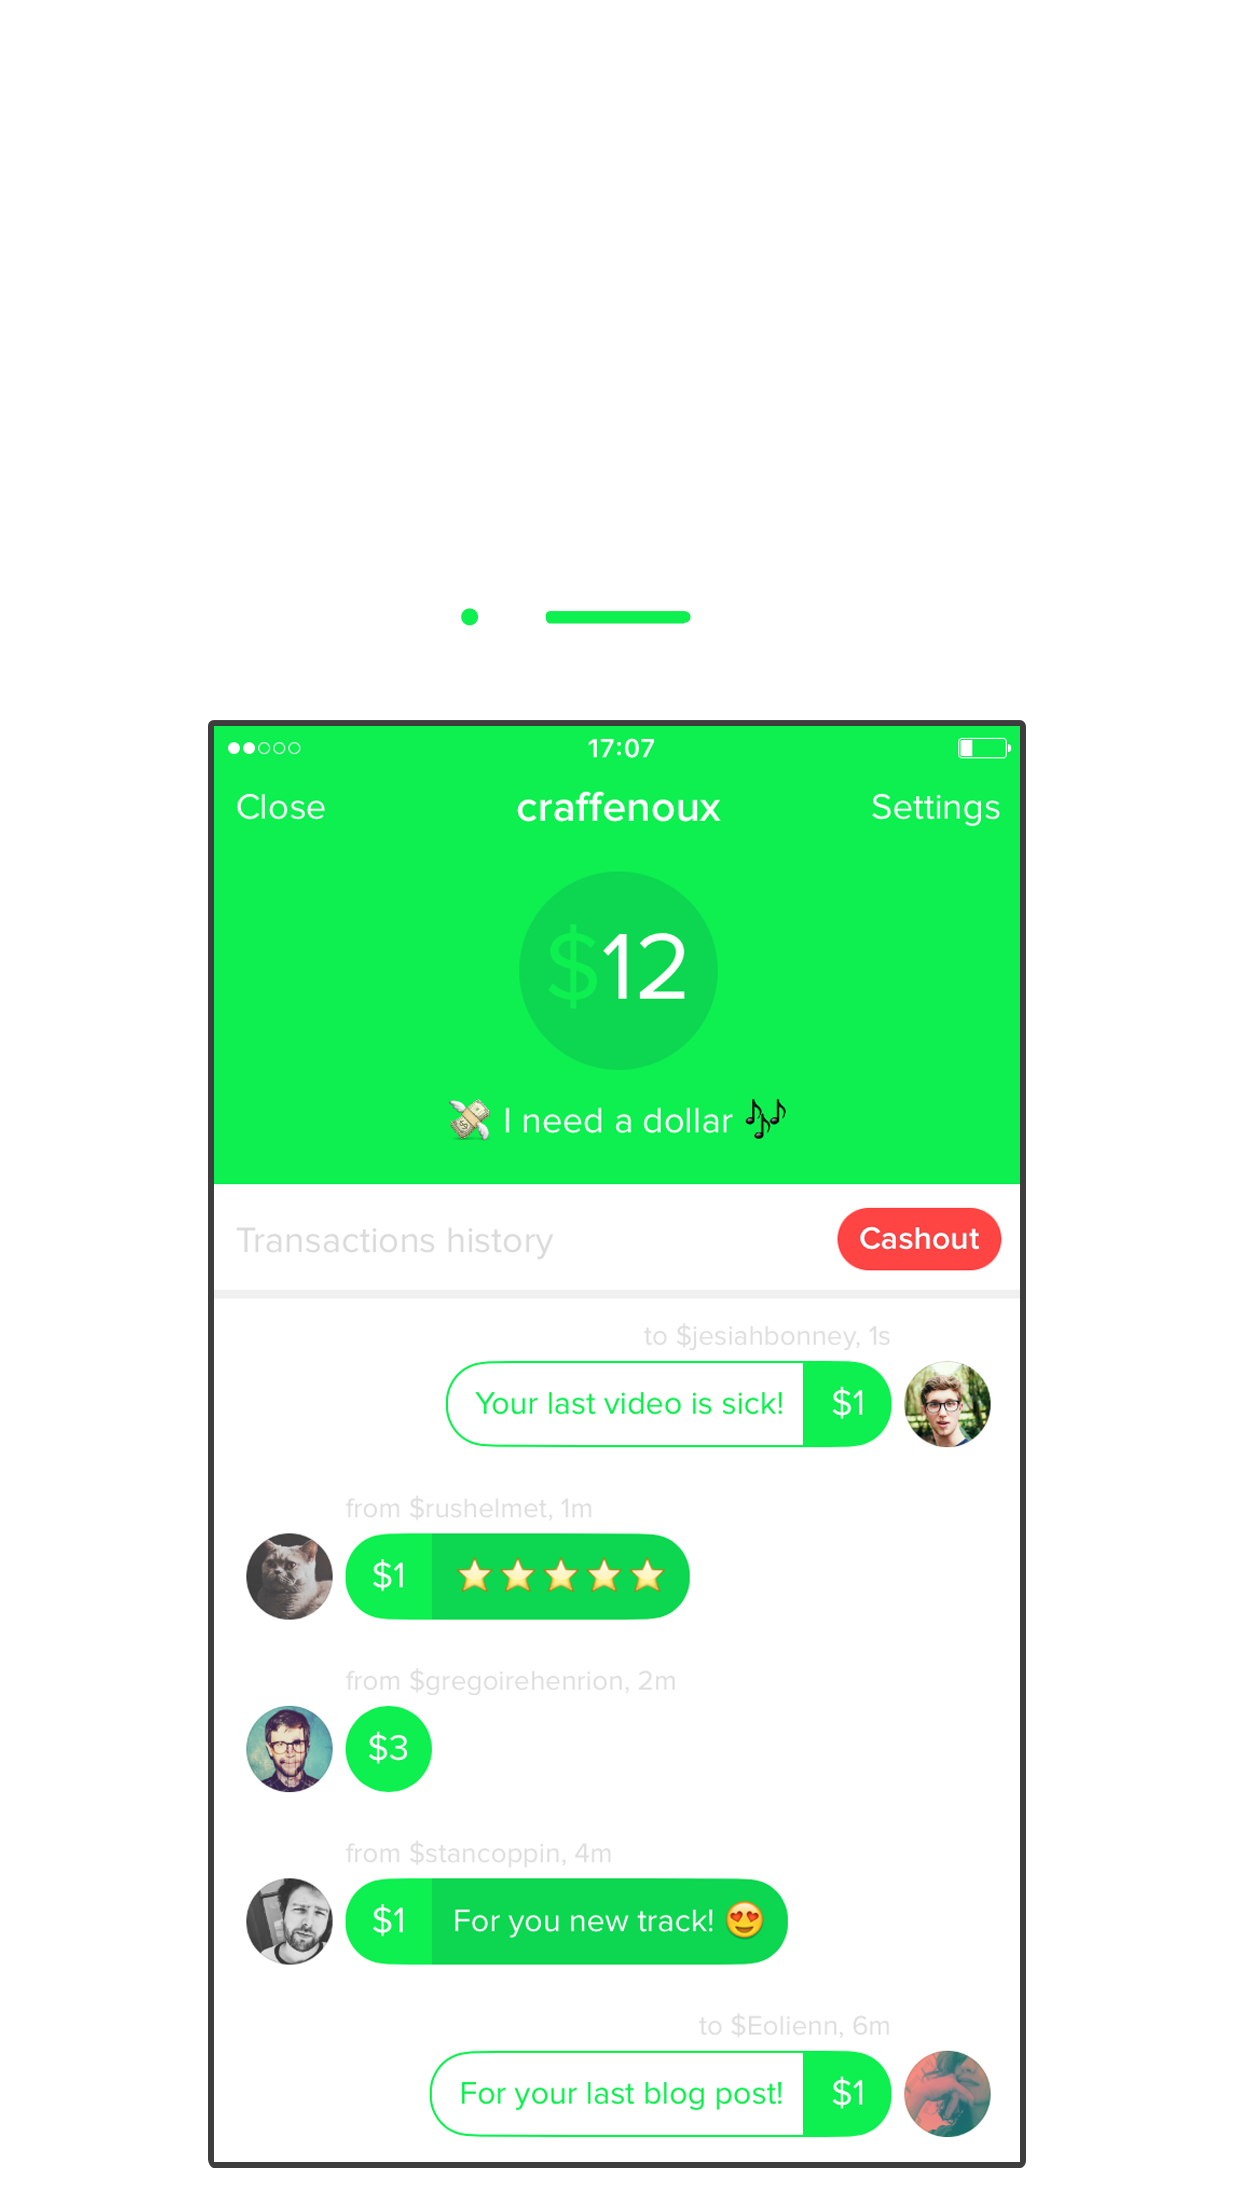 17:07
Close craffenoux Settings
$12
💸 I need a dollar 🎶
Transactions history Cashout
to $jesiahbonney, 1s
Your last video is sick! $1
from $rushelmet, 1m
$1 ⭐⭐⭐⭐⭐
from $gregoirehenrion, 2m
$3
from $stancoppin, 4m
$1 For you new track! 😍
to $Eolienn, 6m
For your last blog post! $1